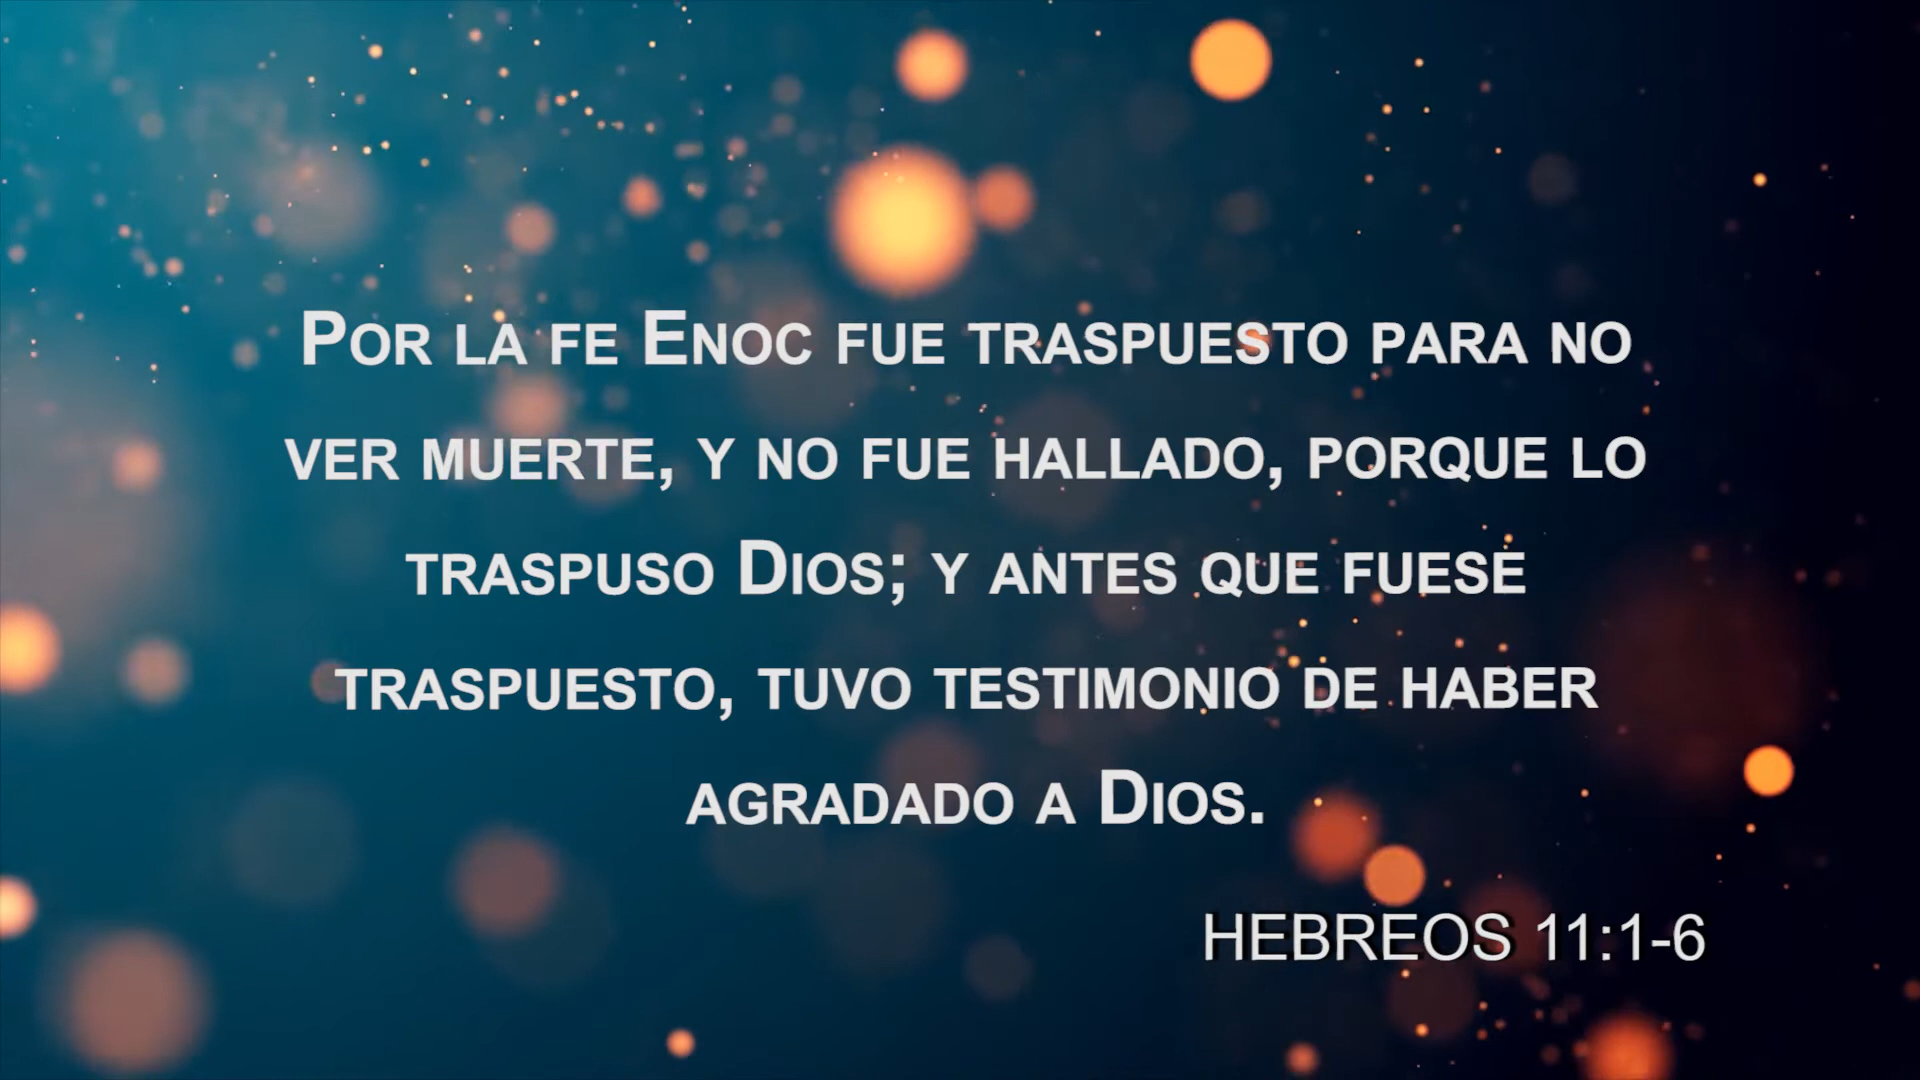 Por la fe Enoc fue traspuesto para no
ver muerte, y no fue hallado, porque lo
traspuso Dios; y antes que fuese
traspuesto, tuvo testimonio de haber
agradado a Dios.
HEBREOS 11:1-6